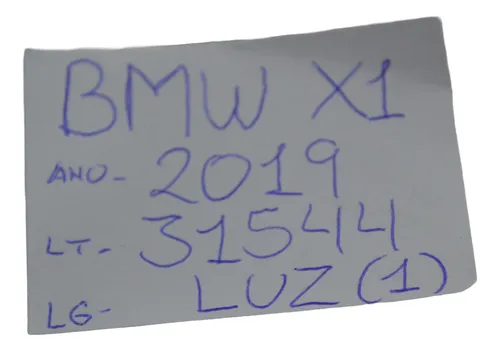 BMW X1
ANO- 2019
LT- 31544
LG- LUZ (1)